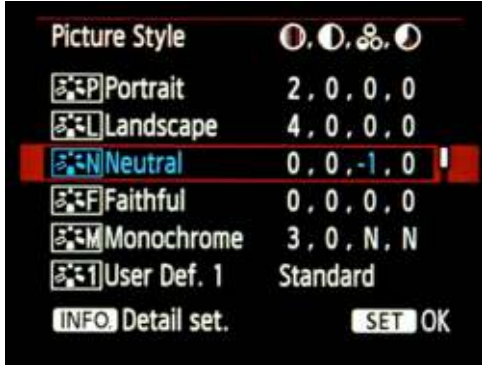 Picture Style
P Portrait 2 , 0 , 0 , 0
L Landscape 4 , 0 , 0 , 0
N Neutral 0 , 0 , -1 , 0
F Faithful 0 , 0 , 0 , 0
M Monochrome 3 , 0 , N , N
1 User Def. 1 Standard
INFO. Detail set. SET OK